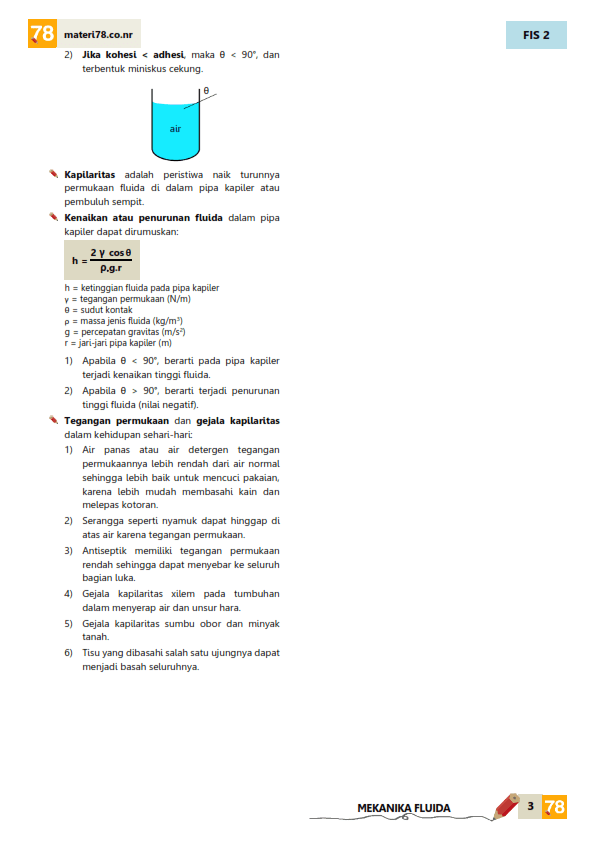 78 materi78.co.nr
FIS 2
2) Jika kohesi < adhesi, maka θ < 90°, dan
terbentuk miniskus cekung.
θ
air
Kapilaritas adalah peristiwa naik turunnya
permukaan fluida di dalam pipa kapiler atau
pembuluh sempit.
Kenaikan atau penurunan fluida dalam pipa
kapiler dapat dirumuskan:
h = 2 γ cosθ / ρ.g.r
h = ketinggian fluida pada pipa kapiler
γ = tegangan permukaan (N/m)
θ = sudut kontak
ρ = massa jenis fluida (kg/m³)
g = percepatan gravitas (m/s²)
r = jari-jari pipa kapiler (m)
1) Apabila θ < 90°, berarti pada pipa kapiler
terjadi kenaikan tinggi fluida.
2) Apabila θ > 90°, berarti terjadi penurunan
tinggi fluida (nilai negatif).
Tegangan permukaan dan gejala kapilaritas
dalam kehidupan sehari-hari:
1) Air panas atau air detergen tegangan
permukaannya lebih rendah dari air normal
sehingga lebih baik untuk mencuci pakaian,
karena lebih mudah membasahi kain dan
melepas kotoran.
2) Serangga seperti nyamuk dapat hinggap di
atas air karena tegangan permukaan.
3) Antiseptik memiliki tegangan permukaan
rendah sehingga dapat menyebar ke seluruh
bagian luka.
4) Gejala kapilaritas xilem pada tumbuhan
dalam menyerap air dan unsur hara.
5) Gejala kapilaritas sumbu obor dan minyak
tanah.
6) Tisu yang dibasahi salah satu ujungnya dapat
menjadi basah seluruhnya.
MEKANIKA FLUIDA
3 78